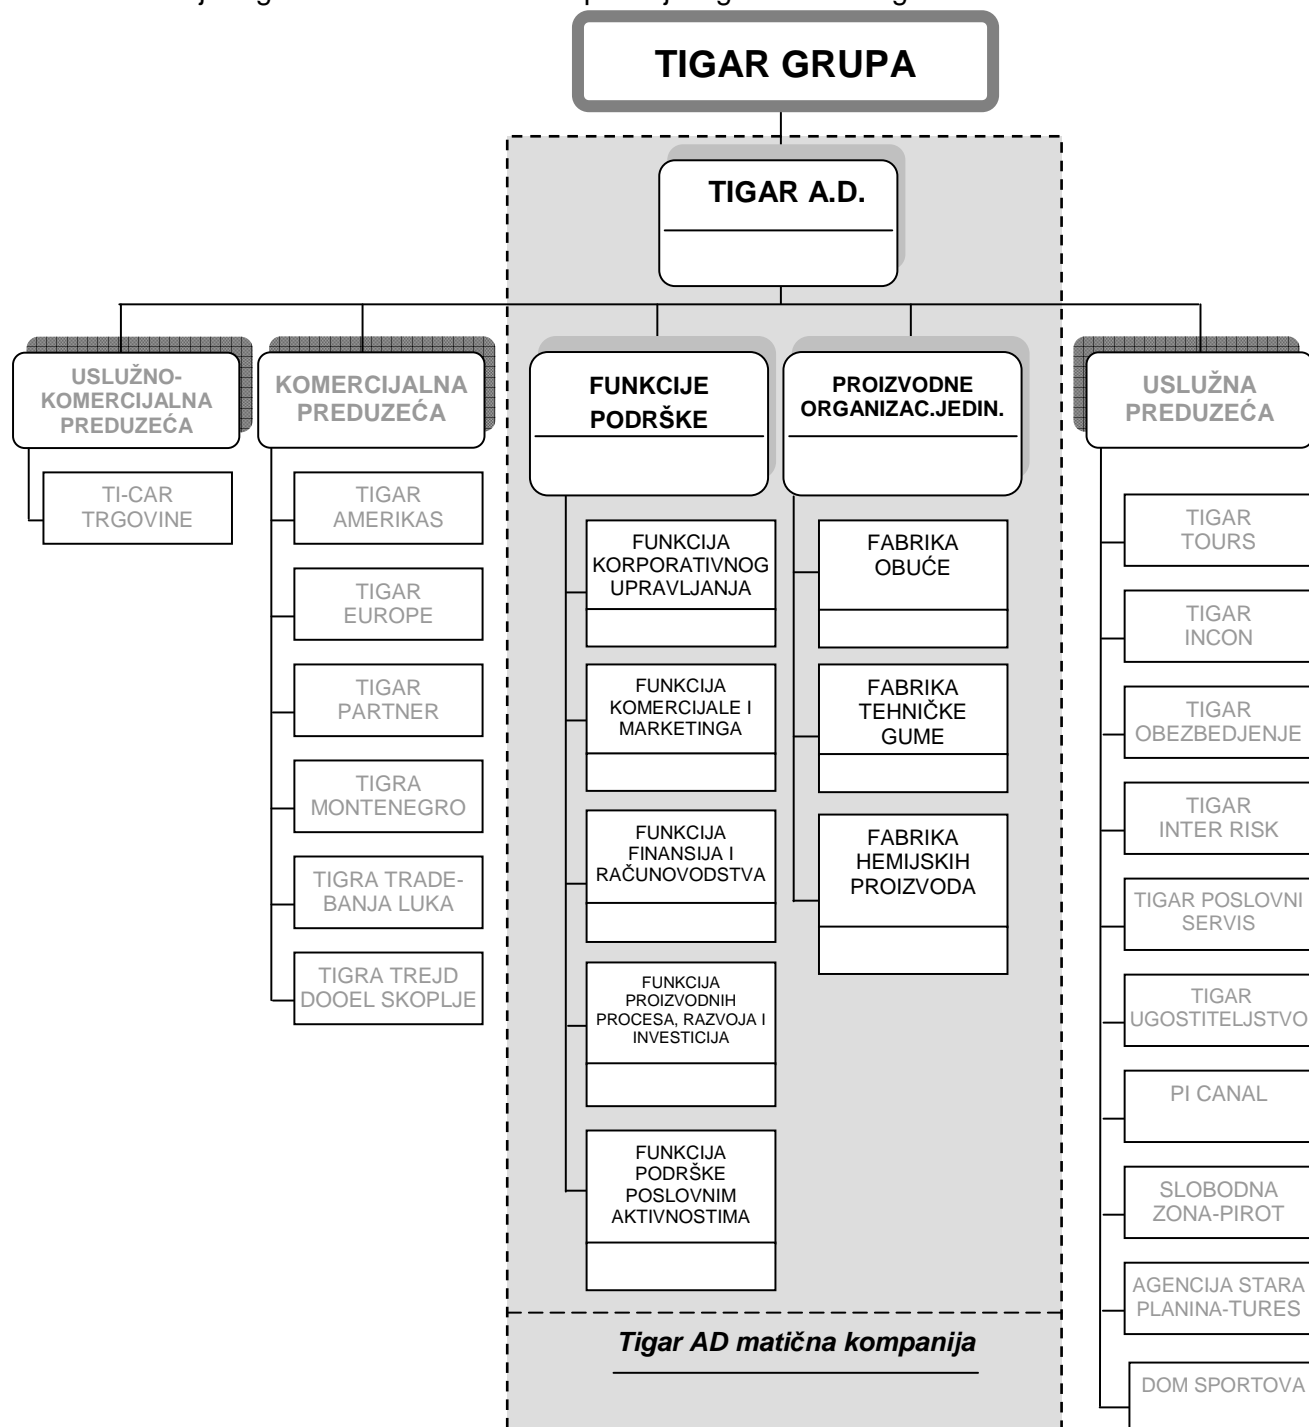 TIGAR GRUPA
TIGAR A.D.
USLUŽNO-
KOMERCIJALNA
PREDUZEĆA
TI-CAR
TRGOVINE
KOMERCIJALNA
PREDUZEĆA
TIGAR
AMERIKAS
TIGAR
EUROPE
TIGAR
PARTNER
TIGRA
MONTENEGRO
TIGRA TRADE-
BANJA LUKA
TIGRA TREJD
DOOEL SKOPLJE
FUNKCIJE
PODRŠKE
FUNKCIJA
KORPORATIVNOG
UPRAVLJANJA
FUNKCIJA
KOMERCIJALE I
MARKETINGA
FUNKCIJA
FINANSIJA I
RAČUNOVODSTVA
FUNKCIJA
PROIZVODNIH
PROCESA, RAZVOJA I
INVESTICIJA
FUNKCIJA
PODRŠKE
POSLOVNIM
AKTIVNOSTIMA
PROIZVODNE
ORGANIZAC.JEDIN.
FABRIKA
OBUĆE
FABRIKA
TEHNIČKE
GUME
FABRIKA
HEMIJSKIH
PROIZVODA
USLUŽNA
PREDUZEĆA
TIGAR
TOURS
TIGAR
INCON
TIGAR
OBEZBEDJENJE
TIGAR
INTER RISK
TIGAR POSLOVNI
SERVIS
TIGAR
UGOSTITELJSTVO
PI CANAL
SLOBODNA
ZONA-PIROT
AGENCIJA STARA
PLANINA-TURES
DOM SPORTOVA
Tigar AD matična kompanija